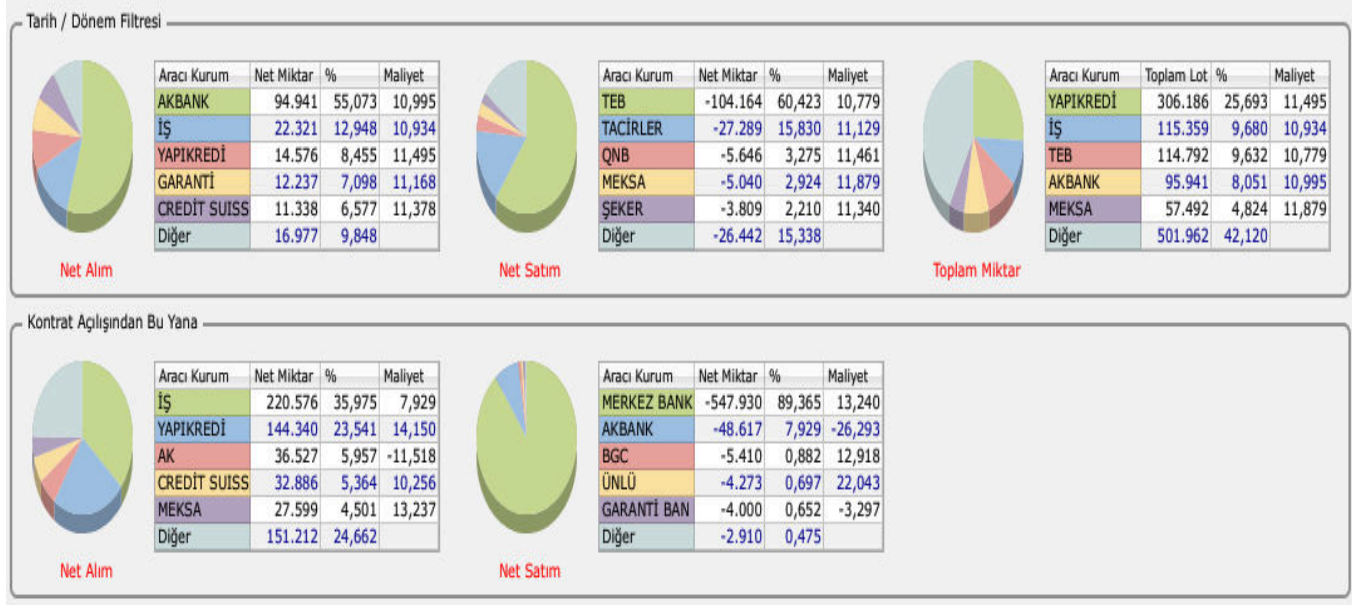 Tarih / Dönem Filtresi
Aracı Kurum Net Miktar % Maliyet
AKBANK 94.941 55,073 10,995
İŞ 22.321 12,948 10,934
YAPIKREDİ 14.576 8,455 11,495
GARANTİ 12.237 7,098 11,168
CREDİT SUISS 11.338 6,577 11,378
Diğer 16.977 9,848
Net Alım
Aracı Kurum Net Miktar % Maliyet
TEB -104.164 60,423 10,779
TACİRLER -27.289 15,830 11,129
QNB -5.646 3,275 11,461
MEKSA -5.040 2,924 11,879
ŞEKER -3.809 2,210 11,340
Diğer -26.442 15,338
Net Satım
Aracı Kurum Toplam Lot % Maliyet
YAPIKREDİ 306.186 25,693 11,495
İŞ 115.359 9,680 10,934
TEB 114.792 9,632 10,779
AKBANK 95.941 8,051 10,995
MEKSA 57.492 4,824 11,879
Diğer 501.962 42,120
Toplam Miktar
Kontrat Açılışından Bu Yana
Aracı Kurum Net Miktar % Maliyet
İŞ 220.576 35,975 7,929
YAPIKREDİ 144.340 23,541 14,150
AK 36.527 5,957 -11,518
CREDİT SUISS 32.886 5,364 10,256
MEKSA 27.599 4,501 13,237
Diğer 151.212 24,662
Net Alım
Aracı Kurum Net Miktar % Maliyet
MERKEZ BANK -547.930 89,365 13,240
AKBANK -48.617 7,929 -26,293
BGC -5.410 0,882 12,918
ÜNLÜ -4.273 0,697 22,043
GARANTİ BAN -4.000 0,652 -3,297
Diğer -2.910 0,475
Net Satım